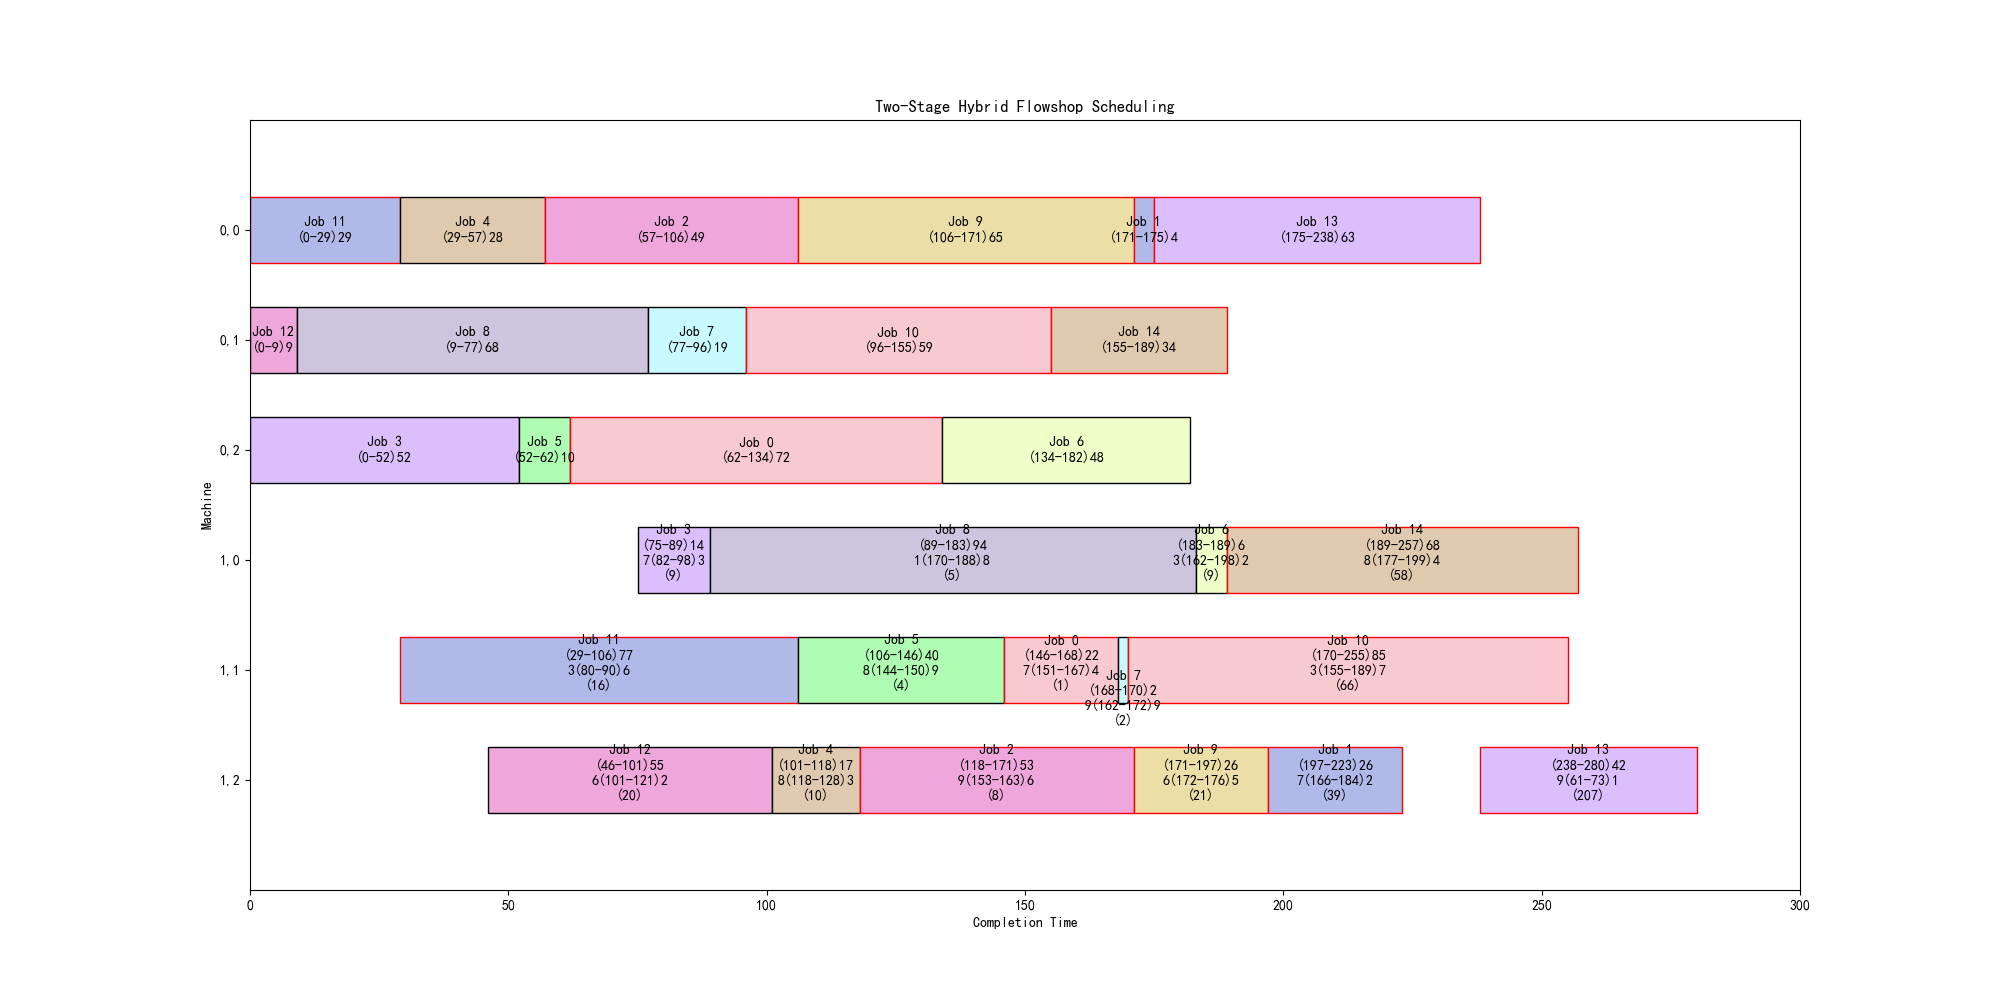 Two-Stage Hybrid Flowshop Scheduling
0,0
Job 11
(0-29)29
Job 4
(29-57)28
Job 2
(57-106)49
Job 9
(106-171)65
Job 1
(171-175)4
Job 13
(175-238)63
0,1
Job 12
(0-9)9
Job 8
(9-77)68
Job 7
(77-96)19
Job 10
(96-155)59
Job 14
(155-189)34
0,2
Job 3
(0-52)52
Job 5
(52-62)10
Job 0
(62-134)72
Job 6
(134-182)48
Machine
1,0
Job 3
(75-89)14
7(82-98)3
(9)
Job 8
(89-183)94
1(170-188)8
(5)
Job 6
(183-189)6
3(162-198)2
(9)
Job 14
(189-257)68
8(177-199)4
(58)
1,1
Job 11
(29-106)77
3(80-90)6
(16)
Job 5
(106-146)40
8(144-150)9
(4)
Job 0
(146-168)22
7(151-167)4
(1)
Job 7
(168-170)2
9(162-172)9
(2)
Job 10
(170-255)85
3(155-189)7
(66)
1,2
Job 12
(46-101)55
6(101-121)2
(20)
Job 4
(101-118)17
8(118-128)3
(10)
Job 2
(118-171)53
9(153-163)6
(8)
Job 9
(171-197)26
6(172-176)5
(21)
Job 1
(197-223)26
7(166-184)2
(39)
Job 13
(238-280)42
9(61-73)1
(207)
0
50
100
150
200
250
300
Completion Time